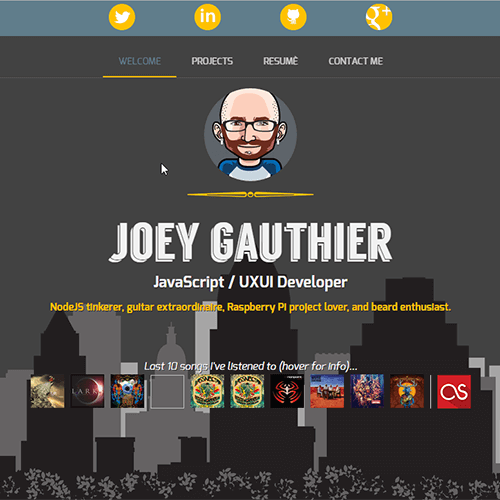 WELCOME PROJECTS RESUMÉ CONTACT ME
JOEY GAUTHIER
JavaScript / UXUI Developer
NodeJS tinkerer, guitar extraordinaire, Raspberry Pi project lover, and beard enthusiast.
Last 10 songs I've listened to (hover for info)...